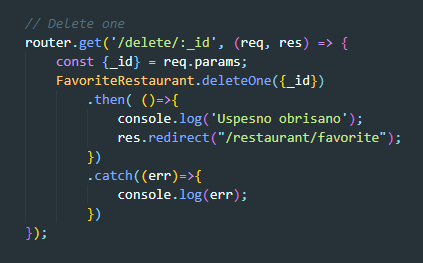 // Delete one
router.get('/delete/:_id', (req, res) => {
    const {_id} = req.params;
    FavoriteRestaurant.deleteOne({_id})
        .then( ()=>{
            console.log('Uspesno obrisano');
            res.redirect("/restaurant/favorite");
        })
        .catch((err)=>{
            console.log(err);
        })
});